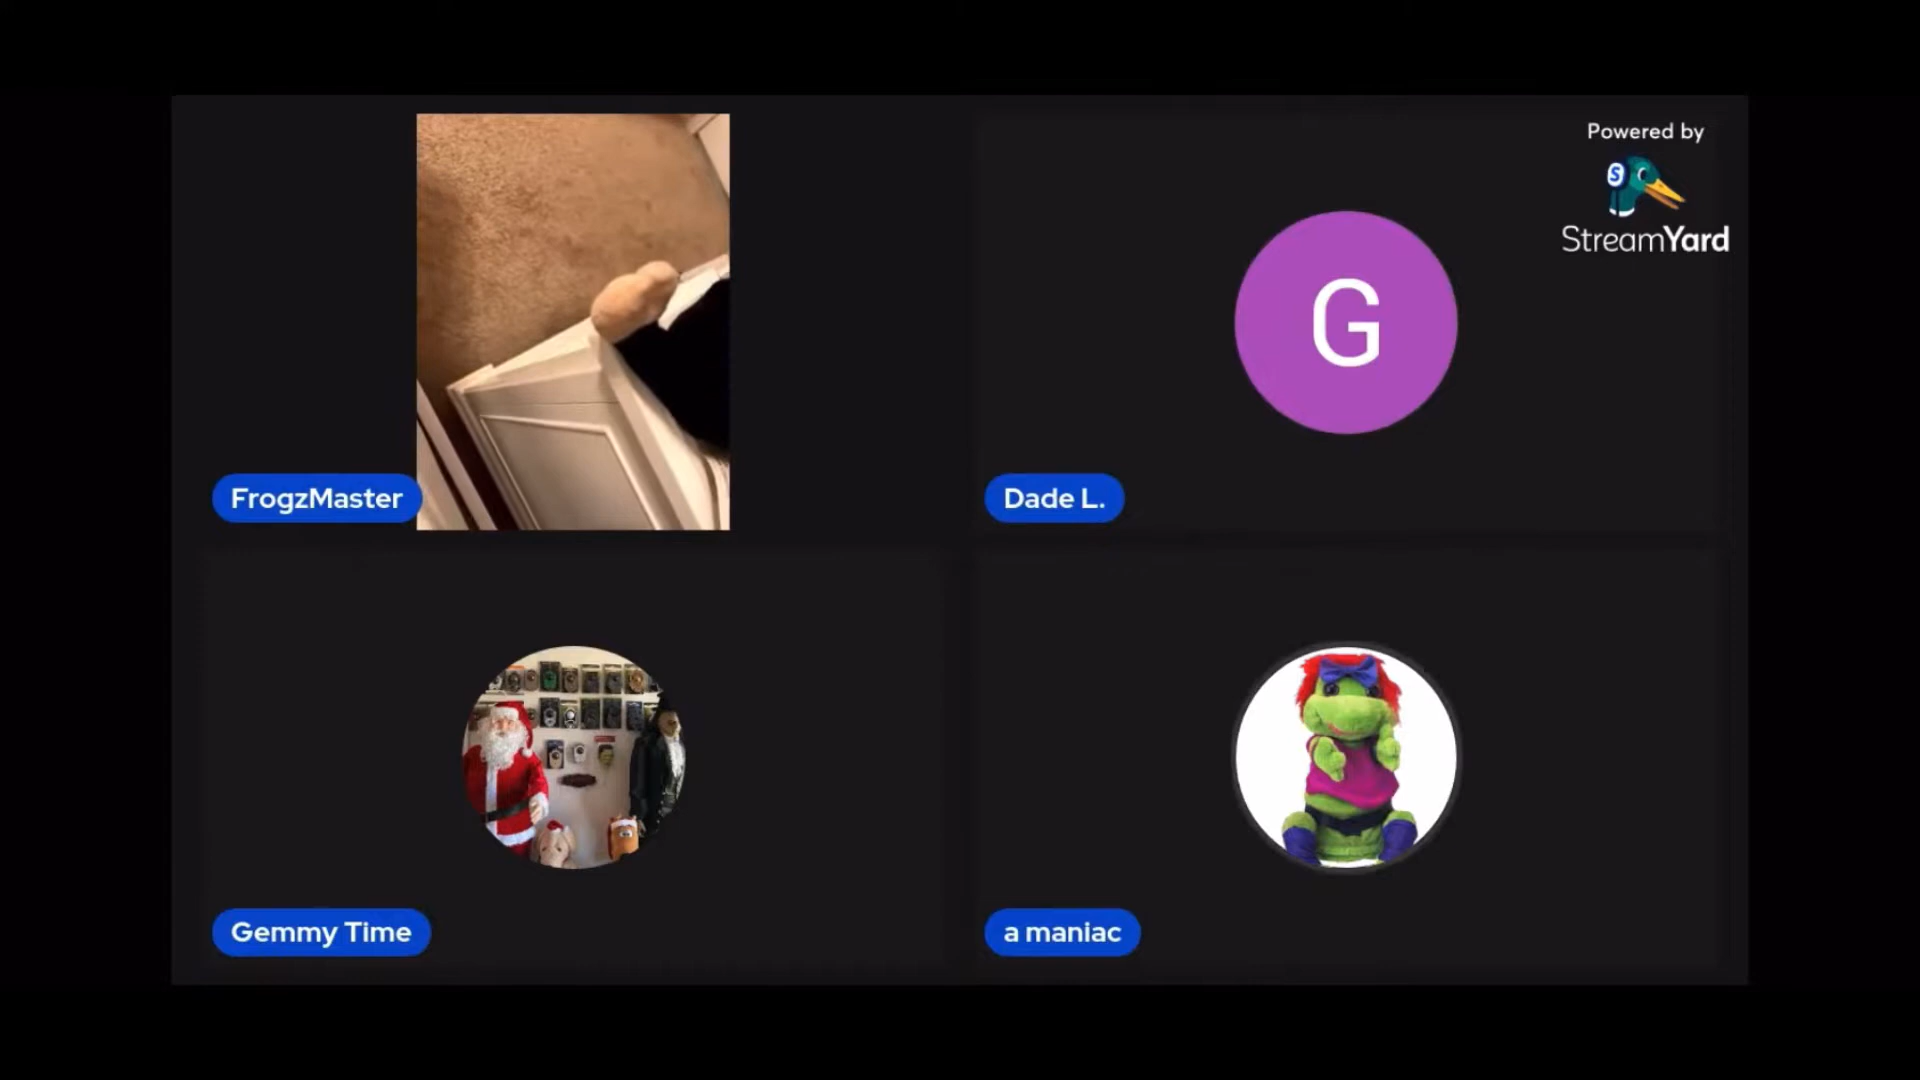 Powered by
S
StreamYard
G
FrogzMaster
Dade L.
Gemmy Time
a maniac